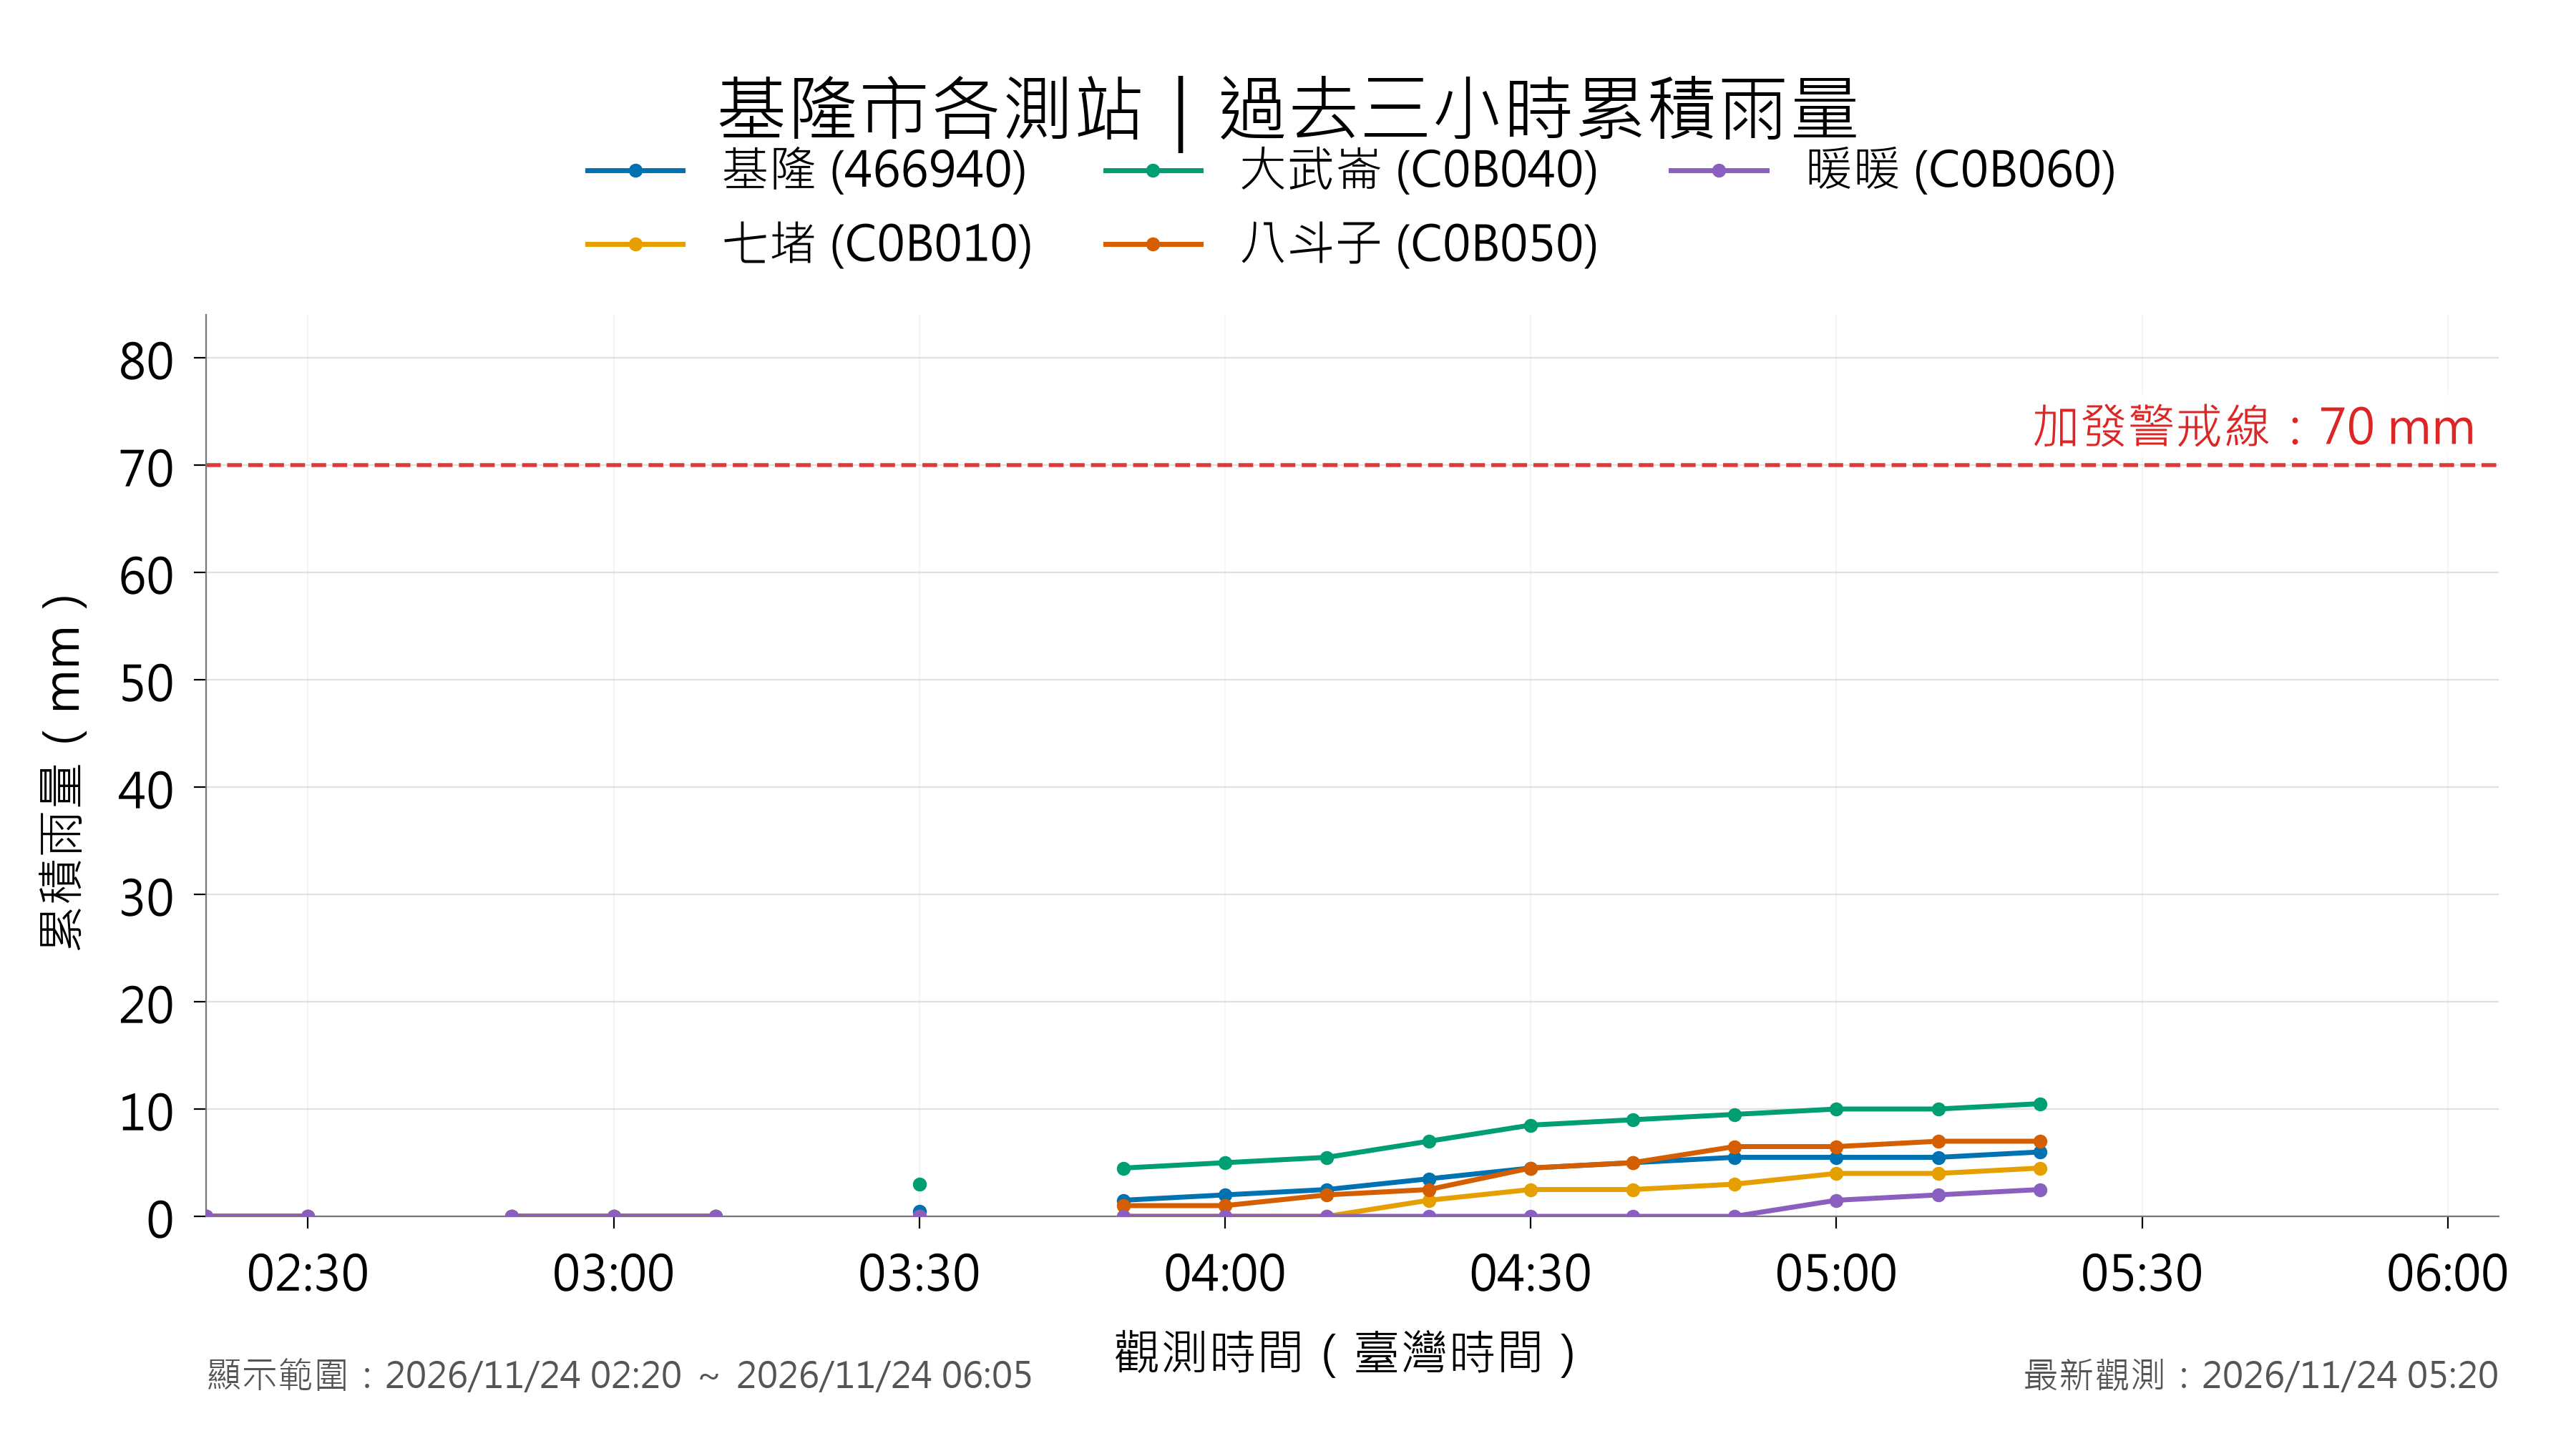 基隆市各測站 | 過去三小時累積雨量
基隆 (466940)
七堵 (C0B010)
大武崙 (C0B040)
八斗子 (C0B050)
暖暖 (C0B060)
累積雨量 ( mm )
80
70
60
50
40
30
20
10
0
加發警戒線：70 mm
02:30 03:00 03:30 04:00 04:30 05:00 05:30 06:00
觀測時間 ( 臺灣時間 )
顯示範圍：2026/11/24 02:20 ~ 2026/11/24 06:05
最新觀測：2026/11/24 05:20